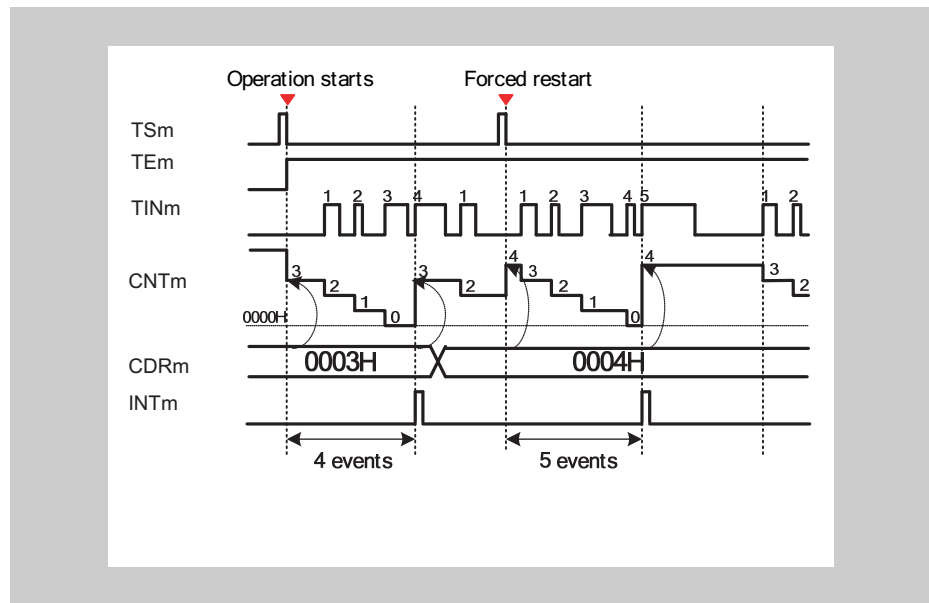 Operation starts Forced restart
TSm
TEm
TINm 1 2 3 4 1 1 2 3 4 5 1 2
CNTm 3 2 1 0 3 2 4 3 2 1 0 4 3 2
0000H
CDRm 0003H 0004H
INTm
4 events 5 events